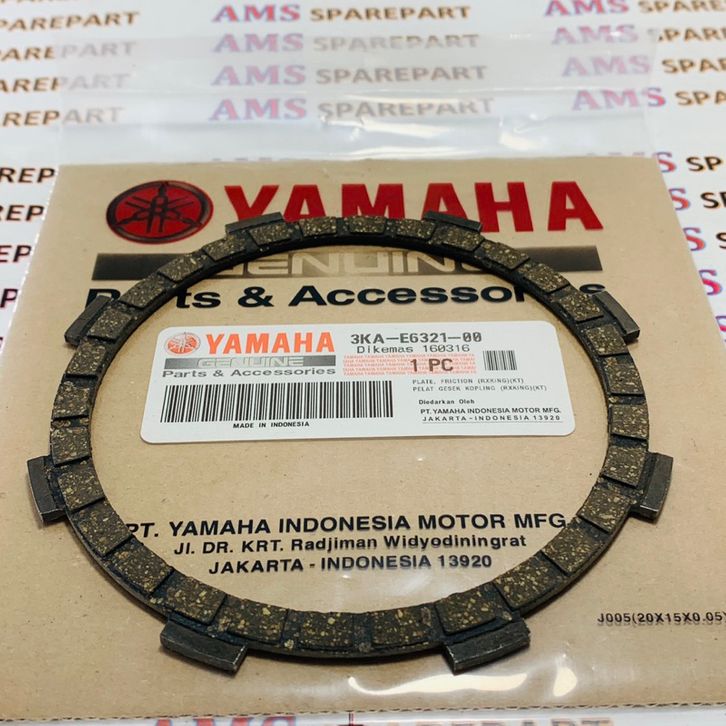 AMS SPAREPART
AMS SPAREPART
AMS SPAREPART
AMS SPAREPART
YAMAHA
GENUINE
Parts & Accessories
YAMAHA
GENUINE
Parts & Accessories
MADE IN INDONESIA
3KA-E6321-00
Dikemas 160316
1 PC
PLATE, FRICTION (RXKING)(KT)
PELAT GESEK KOPLING (RXKING)(KT)
Diedarkan Oleh
PT. YAMAHA INDONESIA MOTOR MFG.
JAKARTA - INDONESIA 13920
PT. YAMAHA INDONESIA MOTOR MFG.
Jl. DR. KRT. Radjiman Widyodiningrat
JAKARTA - INDONESIA 13920
J005(20X15X0.05)